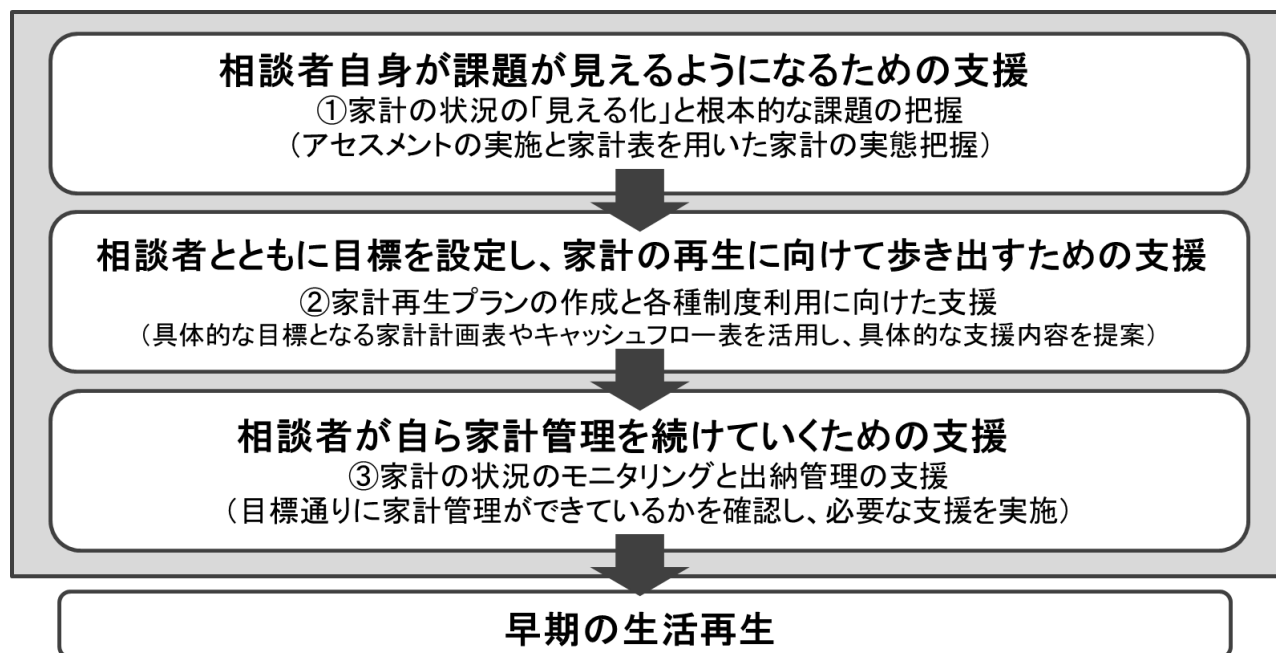 相談者自身が課題が見えるようになるための支援
①家計の状況の「見える化」と根本的な課題の把握
（アセスメントの実施と家計表を用いた家計の実態把握）
相談者とともに目標を設定し、家計の再生に向けて歩き出すための支援
②家計再生プランの作成と各種制度利用に向けた支援
（具体的な目標となる家計計画表やキャッシュフロー表を活用し、具体的な支援内容を提案）
相談者が自ら家計管理を続けていくための支援
③家計の状況のモニタリングと出納管理の支援
（目標通りに家計管理ができているかを確認し、必要な支援を実施）
早期の生活再生